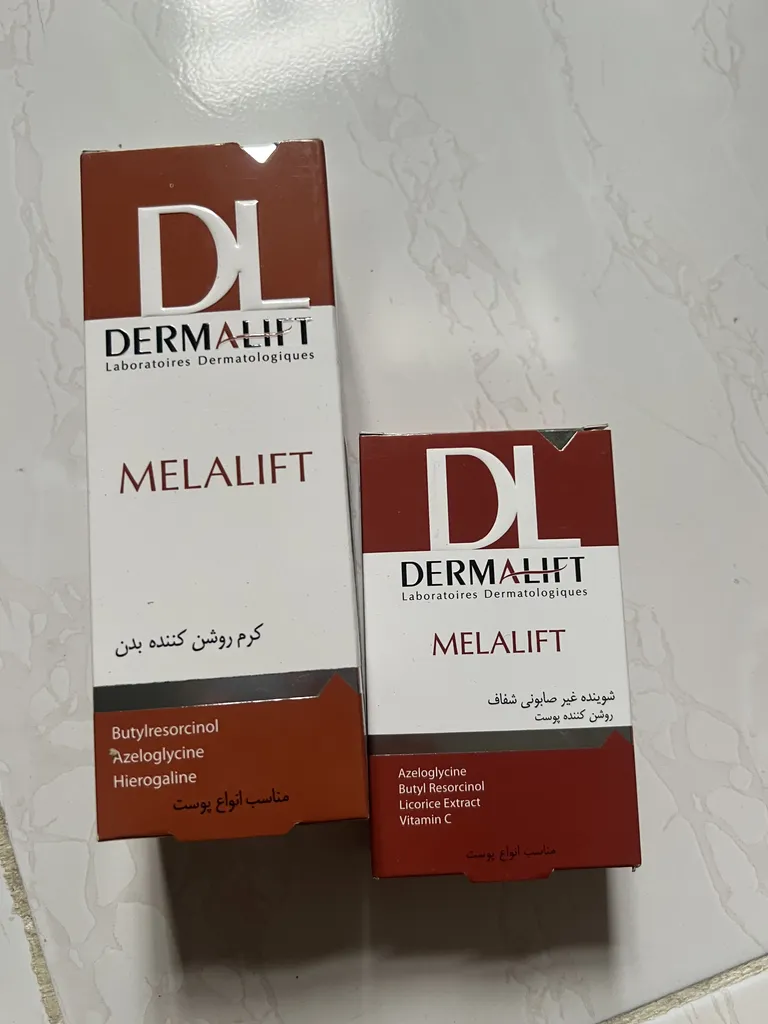 DL
DERMALIFT
Laboratoires Dermatologiques
MELALIFT
کرم روشن کننده بدن
Butylresorcinol
Azeloglycine
Hierogaline
مناسب انواع پوست
DL
DERMALIFT
Laboratoires Dermatologiques
MELALIFT
شوینده غیر صابونی شفاف
روشن کننده پوست
Azeloglycine
Butyl Resorcinol
Licorice Extract
Vitamin C
مناسب انواع پوست